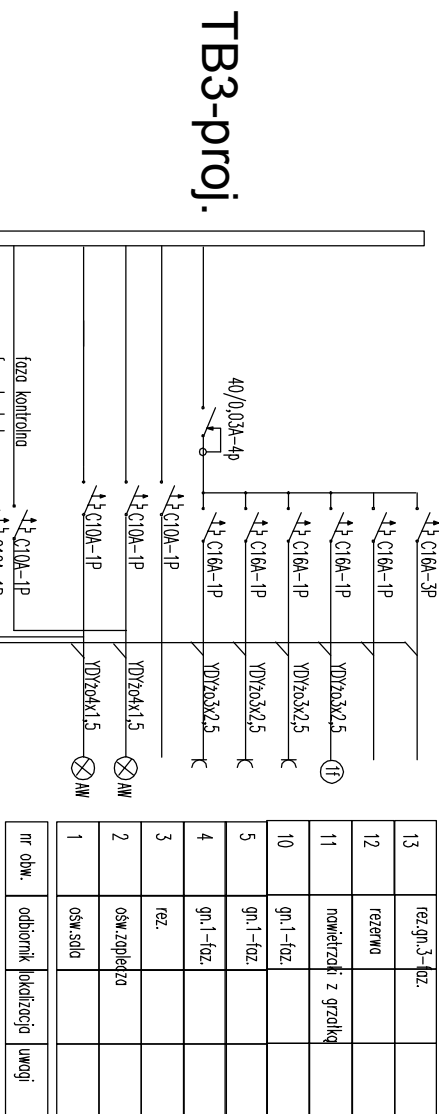 TB3-proj.
faza kontrolna
40/0,03A-4p
C10A-1P
C10A-1P
C10A-1P
C10A-1P
C16A-1P
C16A-1P
C16A-1P
C16A-1P
C16A-1P
C16A-3P
YDYżo4x1,5
YDYżo4x1,5
YDYżo3x2,5
YDYżo3x2,5
YDYżo3x2,5
YDYżo3x2,5
AW
AW
1f
13 rez.gn.3-faz.
12 rezerwa
11 nawietrzaki z grzałką
10 gn.1-faz.
5 gn.1-faz.
4 gn.1-faz.
3 rez.
2 ośw.zaplecza
1 ośw.sala
nr obw. odbiornik lokalizacja uwagi